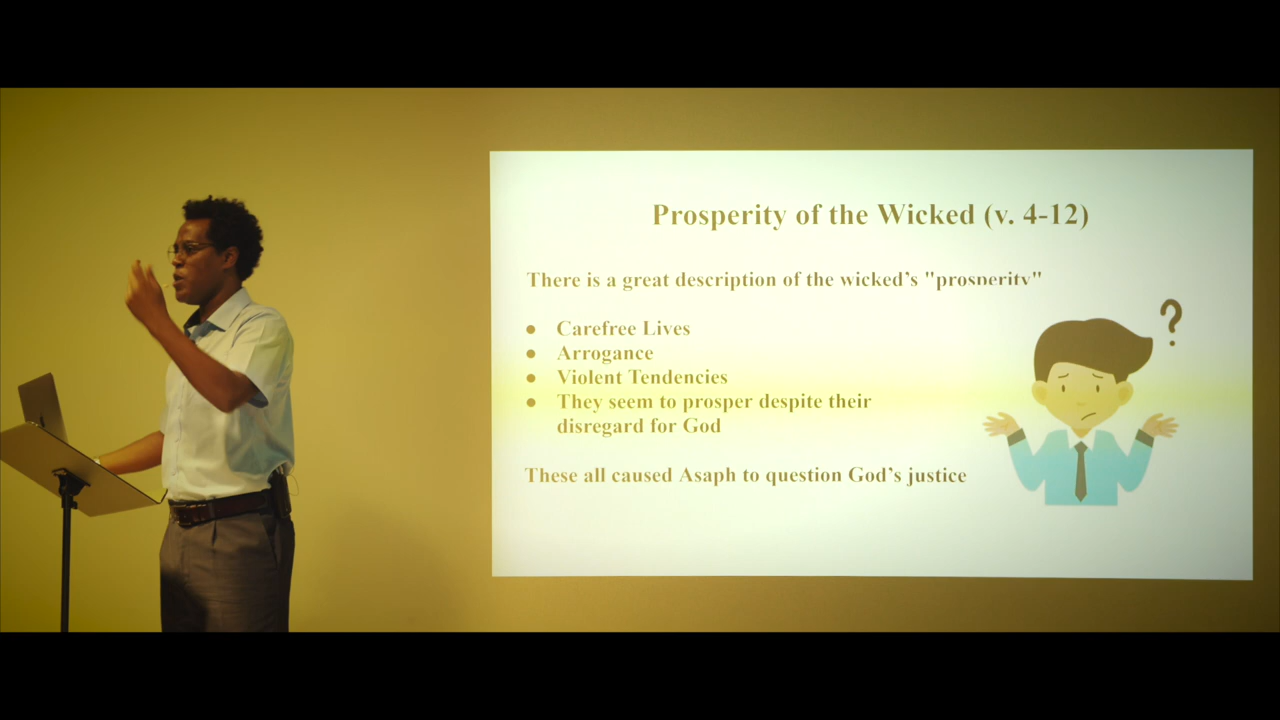 Prosperity of the Wicked (v. 4-12)
There is a great description of the wicked's "prosperity"
● Carefree Lives
● Arrogance
● Violent Tendencies
● They seem to prosper despite their
disregard for God
These all caused Asaph to question God's justice
?